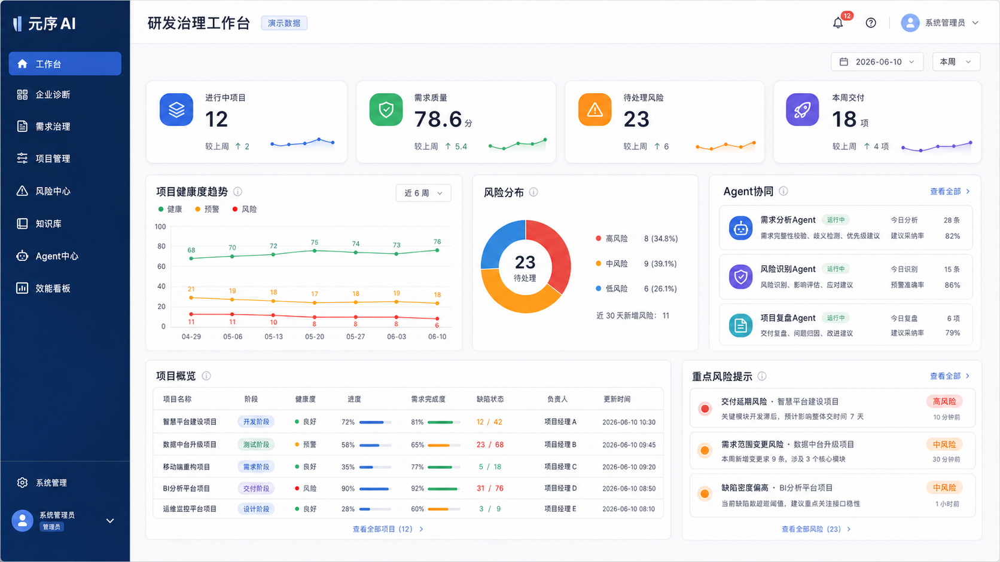 元序 AI
工作台
企业诊断
需求治理
项目管理
风险中心
知识库
Agent中心
效能看板
系统管理
系统管理员
管理员
研发治理工作台 演示数据
12
系统管理员
2026-06-10 本周
进行中项目
12
较上周 ↑ 2
需求质量
78.6 分
较上周 ↑ 5.4
待处理风险
23
较上周 ↑ 6
本周交付
18 项
较上周 ↑ 4 项
项目健康度趋势 近 6 周
健康 预警 风险
100
80
60
40
20
0
68 70 72 75 74 73 76
21 19 18 17 18 19 18
11 11 10 8 8 8 6
04-29 05-06 05-13 05-20 05-27 06-03 06-10
风险分布
23
待处理
高风险 8 (34.8%)
中风险 9 (39.1%)
低风险 6 (26.1%)
近 30 天新增风险： 11
Agent协同 查看全部
需求分析Agent 运行中 今日分析 28 条
需求完整性校验、歧义检测、优先级建议 建议采纳率 82%
风险识别Agent 运行中 今日识别 15 条
风险识别、影响评估、应对建议 预警准确率 86%
项目复盘Agent 运行中 今日复盘 6 项
交付复盘、问题归因、改进建议 建议采纳率 79%
项目概览
项目名称 阶段 健康度 进度 需求完成度 缺陷状态 负责人 更新时间
智慧平台建设项目 开发阶段 良好 72% 81% 12 / 42 项目经理 A 2026-06-10 10:30
数据中台升级项目 测试阶段 预警 58% 65% 23 / 68 项目经理 B 2026-06-10 09:45
移动端重构项目 需求阶段 良好 35% 77% 5 / 18 项目经理 C 2026-06-10 09:20
BI分析平台项目 交付阶段 风险 90% 92% 31 / 76 项目经理 D 2026-06-10 08:50
运维监控平台项目 设计阶段 良好 28% 60% 3 / 9 项目经理 E 2026-06-10 08:10
查看全部项目 (12)
重点风险提示 查看全部
交付延期风险 · 智慧平台建设项目 高风险
关键模块开发滞后，预计影响整体交时间 7 天 10 分钟前
需求范围变更风险 · 数据中台升级项目 中风险
本周新增变更求 9 条，涉及 3 个核心模块 30 分钟前
缺陷密度偏高 · BI分析平台项目 中风险
当前缺陷阈值，建议重点关注接口稳性 1 小时前
查看全部风险 (23)